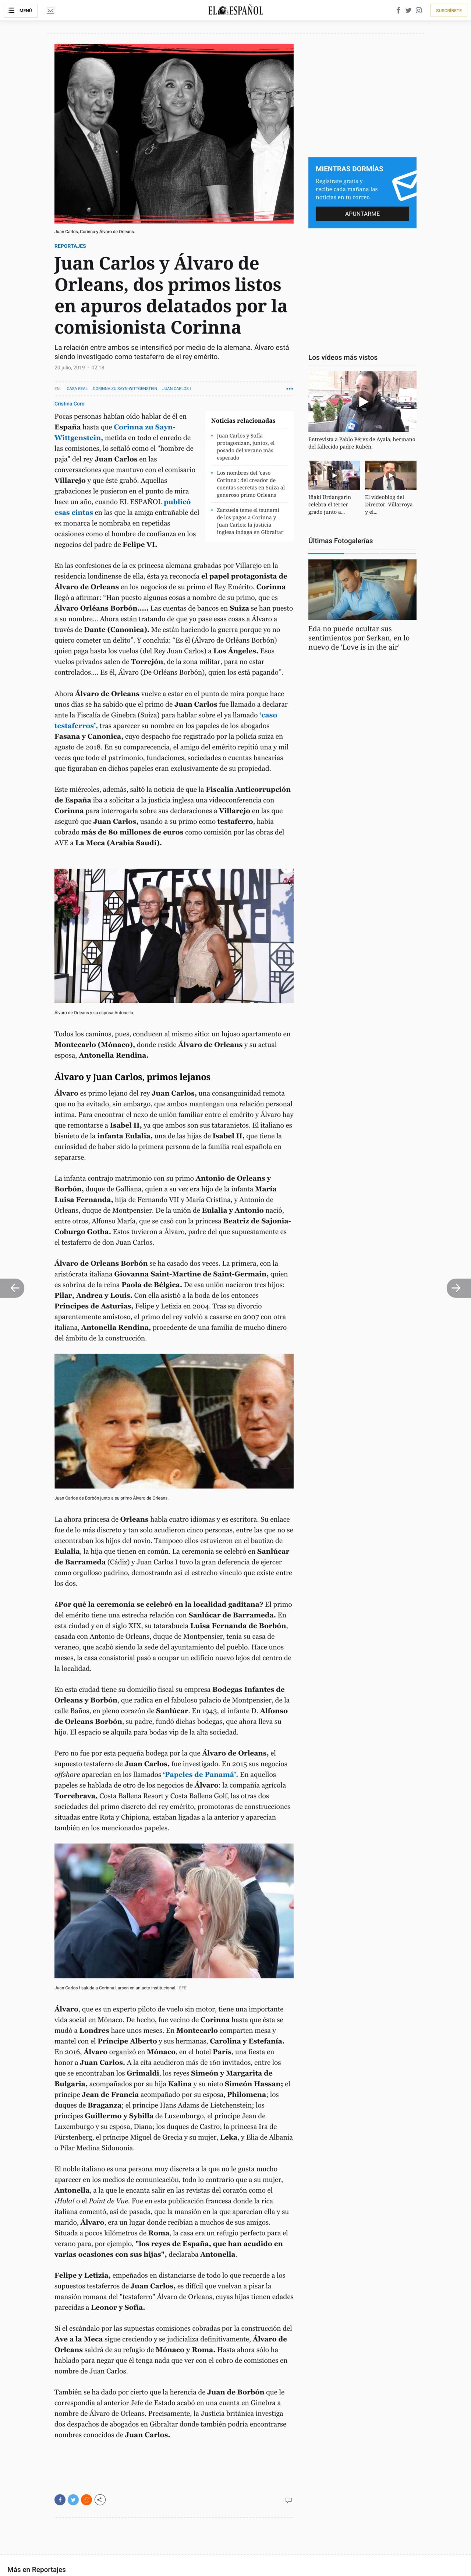 MENÚ
EL ESPAÑOL
SUSCRÍBETE
Juan Carlos, Corinna y Álvaro de Orleans.
REPORTAJES
Juan Carlos y Álvaro de
Orleans, dos primos listos
en apuros delatados por la
comisionista Corinna
La relación entre ambos se intensificó por medio de la alemana. Álvaro está
siendo investigado como testaferro de el rey emérito.
20 julio, 2019 - 02:18
EN: CASA REAL CORINNA ZU SAYN-WITTGENSTEIN JUAN CARLOS I
Cristina Coro
Pocas personas habían oído hablar de él en
España hasta que Corinna zu Sayn-
Wittgenstein, metida en todo el enredo de
las comisiones, lo señaló como el "hombre de
paja" del rey Juan Carlos en las
conversaciones que mantuvo con el comisario
Villarejo y que éste grabó. Aquellas
grabaciones le pusieron en el punto de mira
hace un año, cuando EL ESPAÑOL publicó
esas cintas en las que la amiga entrañable del
ex monarca le nombraba en repetidas
ocasiones como el hombre de confianza en los
negocios del padre de Felipe VI.
Noticias relacionadas
Juan Carlos y Sofía
protagonizan, juntos, el
posado del verano más
esperado
Los nombres del 'caso
Corinna': del creador de
cuentas secretas en Suiza al
generoso primo Orleans
Zarzuela teme el tsunami
de los pagos a Corinna y
Juan Carlos: la justicia
inglesa indaga en Gibraltar
En las confesiones de la ex princesa alemana grabadas por Villarejo en la
residencia londinense de ella, ésta ya reconocía el papel protagonista de
Álvaro de Orleans en los negocios de su primo el Rey Emérito. Corinna
llegó a afirmar: "Han puesto algunas cosas a nombre de su primo, que es
Álvaro Orléans Borbón..... Las cuentas de bancos en Suiza se han puesto
a su nombre... Ahora están tratando de que yo pase esas cosas a Álvaro a
través de Dante (Canonica). Me están haciendo la guerra porque yo no
quiero cometer un delito". Y concluía: "Es él (Álvaro de Orléans Borbón)
quien paga hasta los vuelos (del Rey Juan Carlos) a Los Ángeles. Esos
vuelos privados salen de Torrejón, de la zona militar, para no estar
controlados.... Es él, Álvaro (De Orléans Borbón), quien los está pagando".
Ahora Álvaro de Orleans vuelve a estar en el punto de mira porque hace
unos días se ha sabido que el primo de Juan Carlos fue llamado a declarar
ante la Fiscalía de Ginebra (Suiza) para hablar sobre el ya llamado 'caso
testaferros', tras aparecer su nombre en los papeles de los abogados
Fasana y Canonica, cuyo despacho fue registrado por la policía suiza en
agosto de 2018. En su comparecencia, el amigo del emérito repitió una y mil
veces que todo el patrimonio, fundaciones, sociedades o cuentas bancarias
que figuraban en dichos papeles eran exclusivamente de su propiedad.
Este miércoles, además, saltó la noticia de que la Fiscalía Anticorrupción
de España iba a solicitar a la justicia inglesa una videoconferencia con
Corinna para interrogarla sobre sus declaraciones a Villarejo en las que
aseguró que Juan Carlos, usando a su primo como testaferro, había
cobrado más de 80 millones de euros como comisión por las obras del
AVE a La Meca (Arabia Saudí).
SECESSION
Álvaro de Orleans y su esposa Antonella.
Todos los caminos, pues, conducen al mismo sitio: un lujoso apartamento en
Montecarlo (Mónaco), donde reside Álvaro de Orleans y su actual
esposa, Antonella Rendina.
Álvaro y Juan Carlos, primos lejanos
Álvaro es primo lejano del rey Juan Carlos, una consanguinidad remota
que no ha evitado, sin embargo, que ambos mantengan una relación personal
íntima. Para encontrar el nexo de unión familiar entre el emérito y Álvaro hay
que remontarse a Isabel II, ya que ambos son sus tataranietos. El italiano es
bisnieto de la infanta Eulalia, una de las hijas de Isabel II, que tiene la
curiosidad de haber sido la primera persona de la familia real española en
separarse.
La infanta contrajo matrimonio con su primo Antonio de Orleans y
Borbón, duque de Galliana, quien a su vez era hijo de la infanta María
Luisa Fernanda, hija de Fernando VII y María Cristina, y Antonio de
Orleans, duque de Montpensier. De la unión de Eulalia y Antonio nació,
entre otros, Alfonso María, que se casó con la princesa Beatriz de Sajonia-
Coburgo Gotha. Estos tuvieron a Álvaro, padre del que supuestamente es
el testaferro de don Juan Carlos.
Álvaro de Orleans Borbón se ha casado dos veces. La primera, con la
aristócrata italiana Giovanna Saint-Martine de Saint-Germain, quien
es sobrina de la reina Paola de Bélgica. De esa unión nacieron tres hijos:
Pilar, Andrea y Louis. Con ella asistió a la boda de los entonces
Príncipes de Asturias, Felipe y Letizia en 2004. Tras su divorcio
aparentemente amistoso, el primo del rey volvió a casarse en 2007 con otra
italiana, Antonella Rendina, procedente de una familia de mucho dinero
del ámbito de la construcción.
Juan Carlos de Borbón junto a su primo Álvaro de Orleans.
La ahora princesa de Orleans habla cuatro idiomas y es escritora. Su enlace
fue de lo más discreto y tan solo acudieron cinco personas, entre las que no se
encontraban los hijos del novio. Tampoco ellos estuvieron en el bautizo de
Eulalia, la hija que tienen en común. La ceremonia se celebró en Sanlúcar
de Barrameda (Cádiz) y Juan Carlos I tuvo la gran deferencia de ejercer
como orgulloso padrino, demostrando así el estrecho vínculo que existe entre
los dos.
¿Por qué la ceremonia se celebró en la localidad gaditana? El primo
del emérito tiene una estrecha relación con Sanlúcar de Barrameda. En
esta ciudad y en el siglo XIX, su tatarabuela Luisa Fernanda de Borbón,
casada con Antonio de Orleans, duque de Montpensier, tenía su casa de
veraneo, que acabó siendo la sede del ayuntamiento del pueblo. Hace unos
meses, la casa consistorial pasó a ocupar un edificio nuevo lejos del centro de
la localidad.
En esta ciudad tiene su domicilio fiscal su empresa Bodegas Infantes de
Orleans y Borbón, que radica en el fabuloso palacio de Montpensier, de la
calle Baños, en pleno corazón de Sanlúcar. En 1943, el infante D. Alfonso
de Orleans Borbón, su padre, fundó dichas bodegas, que ahora lleva su
hijo. El espacio se alquila para bodas vip de la alta sociedad.
Pero no fue por esta pequeña bodega por la que Álvaro de Orleans, el
supuesto testaferro de Juan Carlos, fue investigado. En 2015 sus negocios
offshore aparecían en los llamados 'Papeles de Panamá'. En aquellos
papeles se hablada de otro de los negocios de Álvaro: la compañía agrícola
Torrebrava, Costa Ballena Resort y Costa Ballena Golf, las otras dos
sociedades del primo discreto del rey emérito, promotoras de construcciones
situadas entre Rota y Chipiona, estaban ligadas a la anterior y aparecían
también en los mencionados papeles.
Juan Carlos I saluda a Corinna Larsen en un acto institucional. EFE
Álvaro, que es un experto piloto de vuelo sin motor, tiene una importante
vida social en Mónaco. De hecho, fue vecino de Corinna hasta que ésta se
mudó a Londres hace unos meses. En Montecarlo comparten mesa y
mantel con el Príncipe Alberto y sus hermanas, Carolina y Estefanía.
En 2016, Álvaro organizó en Mónaco, en el hotel París, una fiesta en
honor a Juan Carlos. A la cita acudieron más de 160 invitados, entre los
que se encontraban los Grimaldi, los reyes Simeón y Margarita de
Bulgaria, acompañados por su hija Kalina y su nieto Simeón Hassan; el
príncipe Jean de Francia acompañado por su esposa, Philomena; los
duques de Braganza; el príncipe Hans Adams de Liechenstein; los
príncipes Guillermo y Sybilla de Luxemburgo, el príncipe Jean de
Luxemburgo y su esposa, Diana; los duques de Castro; la princesa Ira de
Fürstenberg, el príncipe Miguel de Grecia y su mujer, Leka, y Elia de Albania
o Pilar Medina Sidononia.
El noble italiano es una persona muy discreta a la que no le gusta mucho
aparecer en los medios de comunicación, todo lo contrario que a su mujer,
Antonella, a la que le encanta salir en las revistas del corazón como el
¡Hola! o el Point de Vue. Fue en esta publicación francesa donde la rica
italiana comentó, así de pasada, que la mansión en la que aparecían ella y su
marido, Álvaro, era un lugar donde recibían a muchos de sus amigos.
Situada a pocos kilómetros de Roma, la casa era un refugio perfecto para el
verano para, por ejemplo, "los reyes de España, que han acudido en
varias ocasiones con sus hijas", declaraba Antonella.
Felipe y Letizia, empeñados en distanciarse de todo lo que recuerde a los
supuestos testaferros de Juan Carlos, es difícil que vuelvan a pisar la
mansión romana del "testaferro" Álvaro de Orleans, cuyas hijas tienen edades
parecidas a Leonor y Sofía.
Si el escándalo por las supuestas comisiones cobradas por la construcción del
Ave a la Meca sigue creciendo y se judicializa definitivamente, Álvaro de
Orleans saldrá de su refugio de Mónaco y Roma. Hasta ahora sólo ha
hablado para negar que él tenga nada que ver con el cobro de comisiones en
nombre de Juan Carlos.
También se ha dado por cierto que la herencia de Juan de Borbón que le
correspondía al anterior Jefe de Estado acabó en una cuenta en Ginebra a
nombre de Álvaro de Orleans. Precisamente, la Justicia británica investiga
dos despachos de abogados en Gibraltar donde también podría encontrarse
nombres conocidos de Juan Carlos.
MIENTRAS DORMÍAS
Regístrate gratis y
recibe cada mañana las
noticias en tu correo
APUNTARME
Los vídeos más vistos
Entrevista a Pablo Pérez de Ayala, hermano
del fallecido padre Rubén.
Iñaki Urdangarin
celebra el tercer
grado junto a...
El videoblog del
Director. Villarroya
y el...
Últimas Fotogalerías
Eda no puede ocultar sus
sentimientos por Serkan, en lo
nuevo de 'Love is in the air'
Más en Reportajes